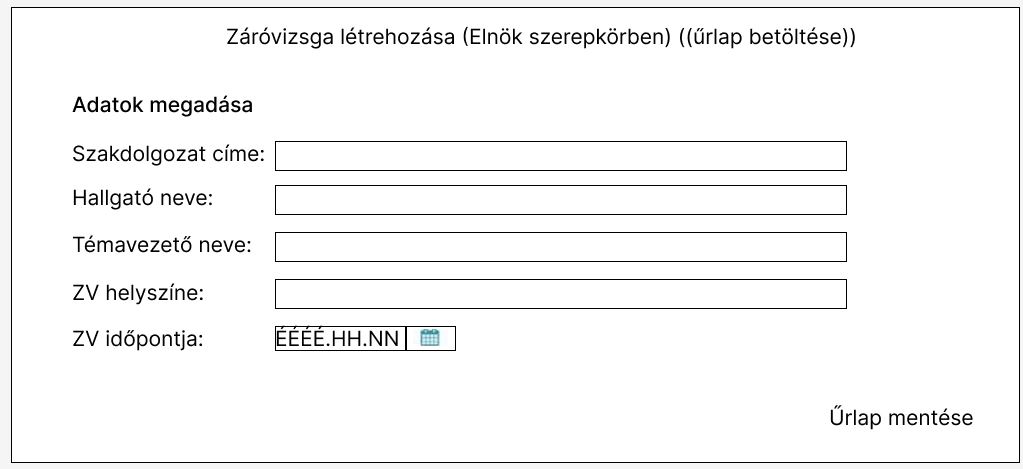 Záróvizsga létrehozása (Elnök szerepkörben) ((űrlap betöltése))
Adatok megadása
Szakdolgozat címe:
Hallgató neve:
Témavezető neve:
ZV helyszíne:
ZV időpontja: ÉÉÉÉ.HH.NN
Űrlap mentése